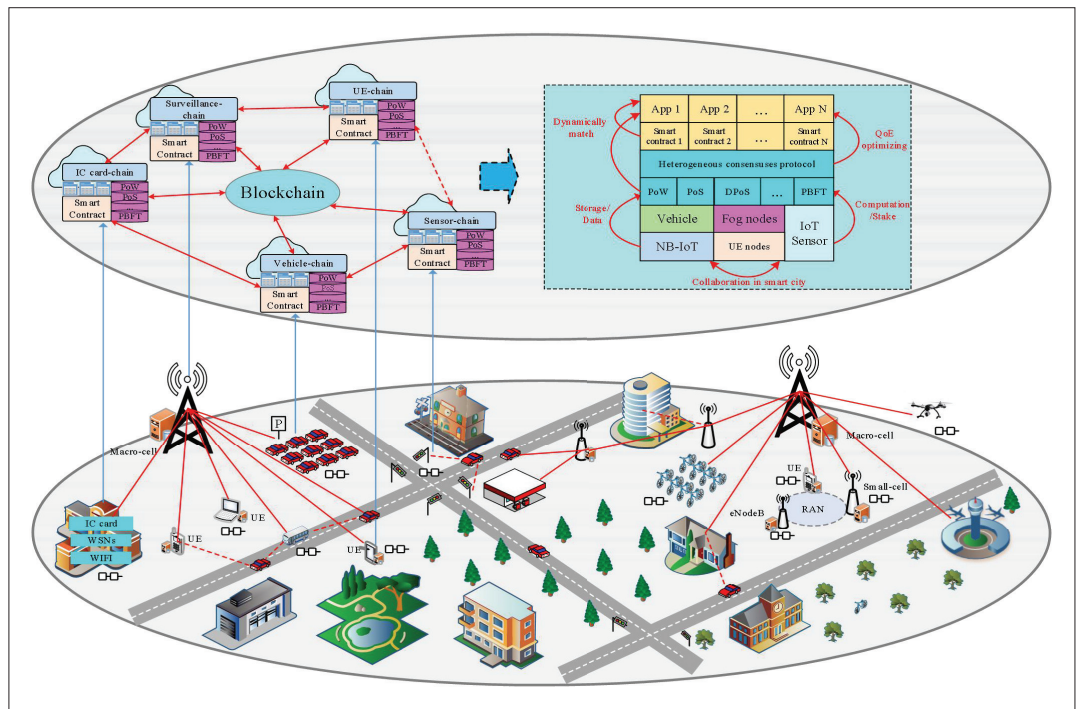 UE-chain
Smart
Contract
PoW
PoS
...
PBFT
Surveillance-
chain
Smart
Contract
PoW
PoS
...
PBFT
IC card-chain
Smart
Contract
PoW
PoS
...
PBFT
Blockchain
Sensor-chain
Smart
Contract
PoW
PoS
...
PBFT
Vehicle-chain
Smart
Contract
PoW
PoS
...
PBFT
Dynamically
match
App 1
App 2
...
App N
Smart
contract 1
Smart
contract 2
...
Smart
contract N
QoE
optimizing
Heterogeneous consensuses protocol
PoW
PoS
DPoS
...
PBFT
Storage/
Data
Computation
/Stake
Vehicle
Fog nodes
IoT
Sensor
NB-IoT
UE nodes
Collaboration in smart city
Macro-cell
P
IC card
WSNs
WIFI
UE
UE
UE
Macro-cell
UE
Small-cell
eNodeB
RAN